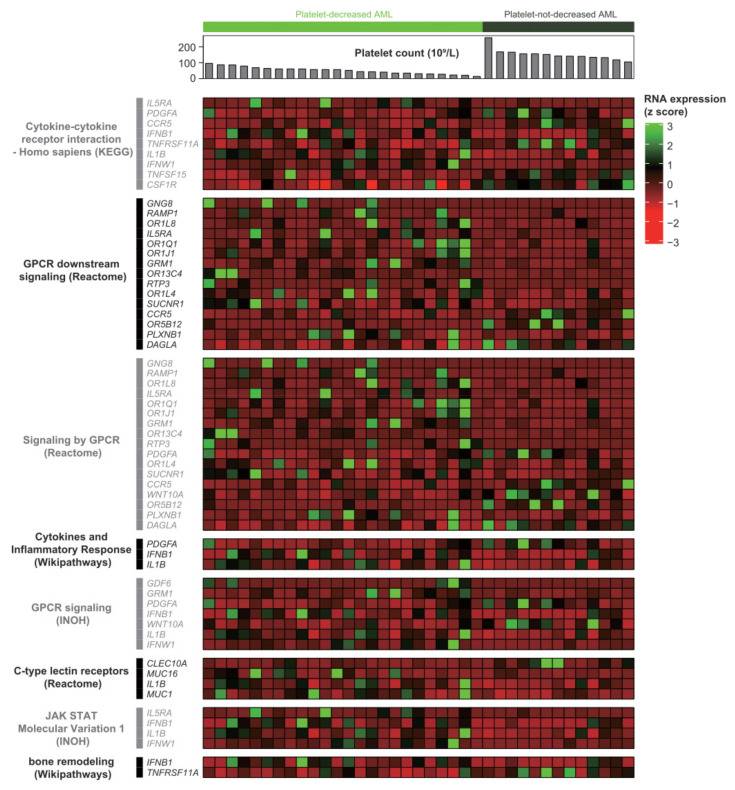 Platelet-decreased AML
Platelet-not-decreased AML
Platelet count (10⁹/L)
200
100
0
RNA expression
(z score)
3
2
1
0
−1
−2
−3
Cytokine-cytokine
receptor interaction
- Homo sapiens (KEGG)
IL5RA
PDGFA
CCR5
IFNB1
TNFRSF11A
IL1B
IFNW1
TNFSF15
CSF1R
GPCR downstream
signaling (Reactome)
GNG8
RAMP1
OR1L8
IL5RA
OR1Q1
OR1J1
GRM1
OR13C4
RTP3
OR1L4
SUCNR1
CCR5
OR5B12
PLXNB1
DAGLA
Signaling by GPCR
(Reactome)
GNG8
RAMP1
OR1L8
IL5RA
OR1Q1
OR1J1
GRM1
OR13C4
RTP3
PDGFA
OR1L4
SUCNR1
CCR5
WNT10A
OR5B12
PLXNB1
DAGLA
Cytokines and
Inflammatory Response
(Wikipathways)
PDGFA
IFNB1
IL1B
GPCR signaling
(INOH)
GDF6
GRM1
PDGFA
IFNB1
WNT10A
IL1B
IFNW1
C-type lectin receptors
(Reactome)
CLEC10A
MUC16
IL1B
MUC1
JAK STAT
Molecular Variation 1
(INOH)
IL5RA
IFNB1
IL1B
IFNW1
bone remodeling
(Wikipathways)
IFNB1
TNFRSF11A